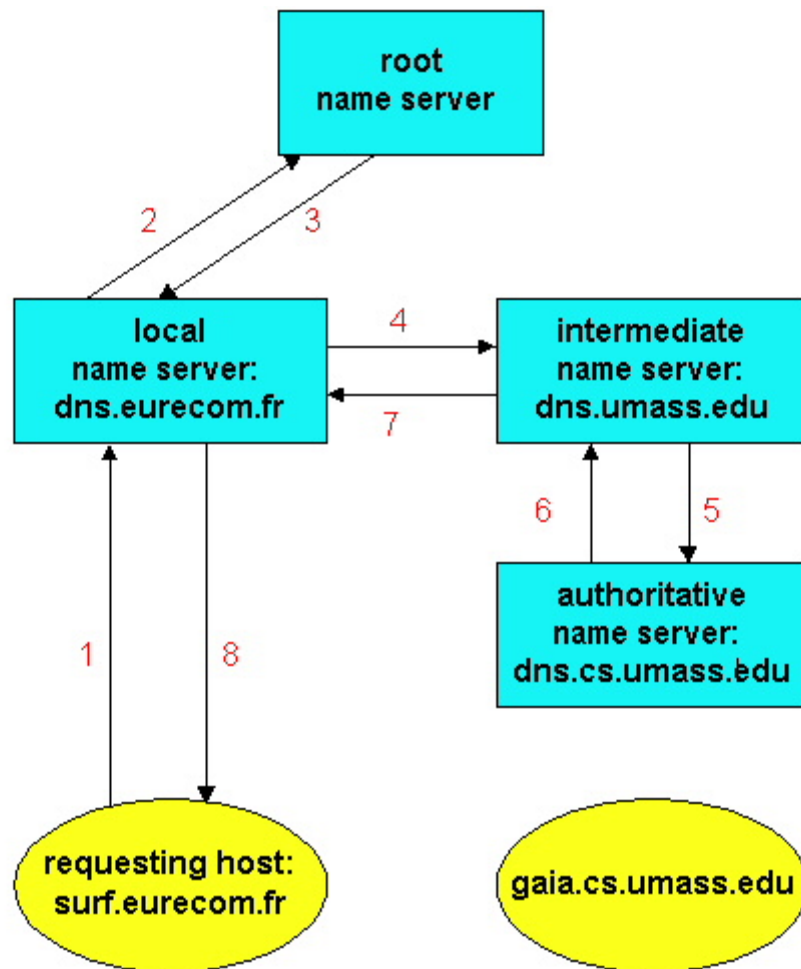 root
name server
2
3
local
name server:
dns.eurecom.fr
4
7
intermediate
name server:
dns.umass.edu
6
5
authoritative
name server:
dns.cs.umass.edu
1
8
requesting host:
surf.eurecom.fr
gaia.cs.umass.edu